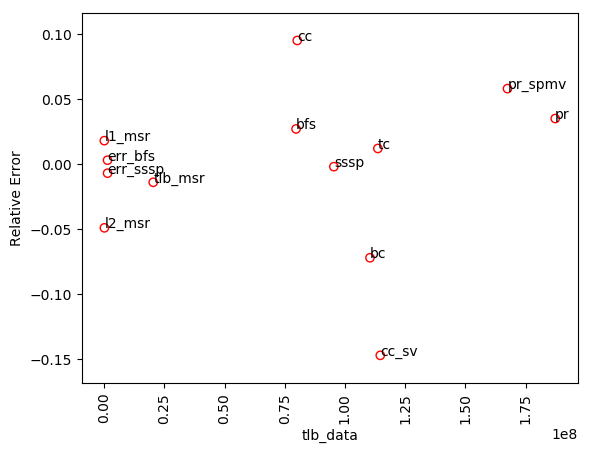 0.10
0.05
0.00
−0.05
−0.10
−0.15
Relative Error
cc
pr_spmv
bfs
pr
l1_msr
tc
err_bfs
sssp
err_sssp
tlb_msr
l2_msr
bc
cc_sv
0.00
0.25
0.50
0.75
1.00
1.25
1.50
1.75
tlb_data
1e8